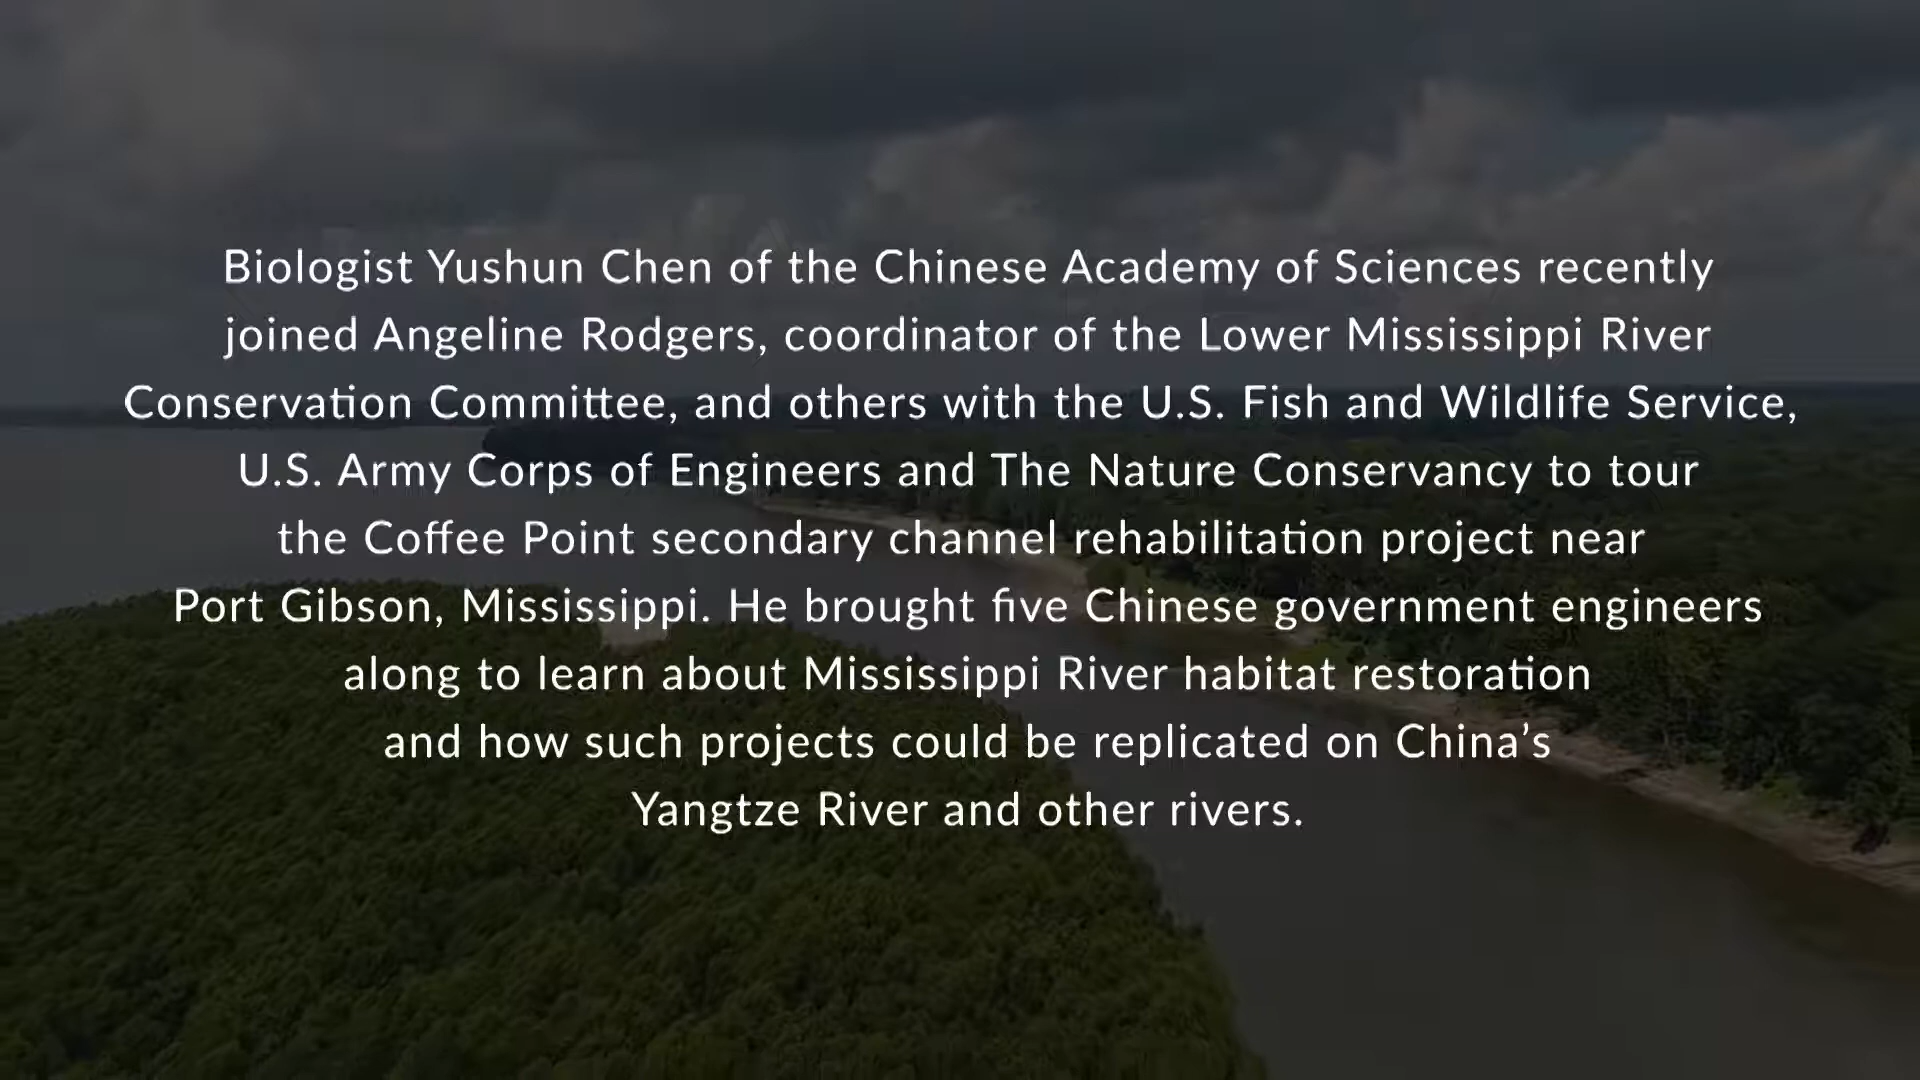 Biologist Yushun Chen of the Chinese Academy of Sciences recently
joined Angeline Rodgers, coordinator of the Lower Mississippi River
Conservation Committee, and others with the U.S. Fish and Wildlife Service,
U.S. Army Corps of Engineers and The Nature Conservancy to tour
the Coffee Point secondary channel rehabilitation project near
Port Gibson, Mississippi. He brought five Chinese government engineers
along to learn about Mississippi River habitat restoration
and how such projects could be replicated on China’s
Yangtze River and other rivers.